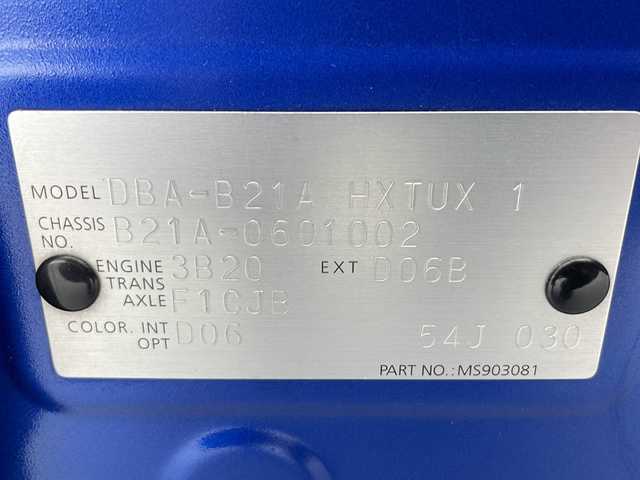 MODEL DBA-B21A HXTUX 1
CHASSIS NO. B21A-0601002
ENGINE 3B20 EXT D06B
TRANS AXLE F1CJB
COLOR. INT D06
OPT 54J 030
PART NO.:MS903081